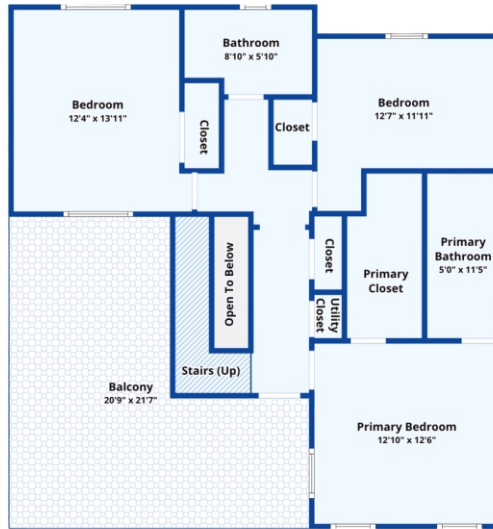 Bathroom
8'10" x 5'10"
Bedroom
12'4" x 13'11"
Bedroom
12'7" x 11'11"
Closet
Closet
Closet
Open To Below
Primary
Bathroom
5'0" x 11'5"
Primary
Closet
Utility
Closet
Stairs (Up)
Balcony
20'9" x 21'7"
Primary Bedroom
12'10" x 12'6"